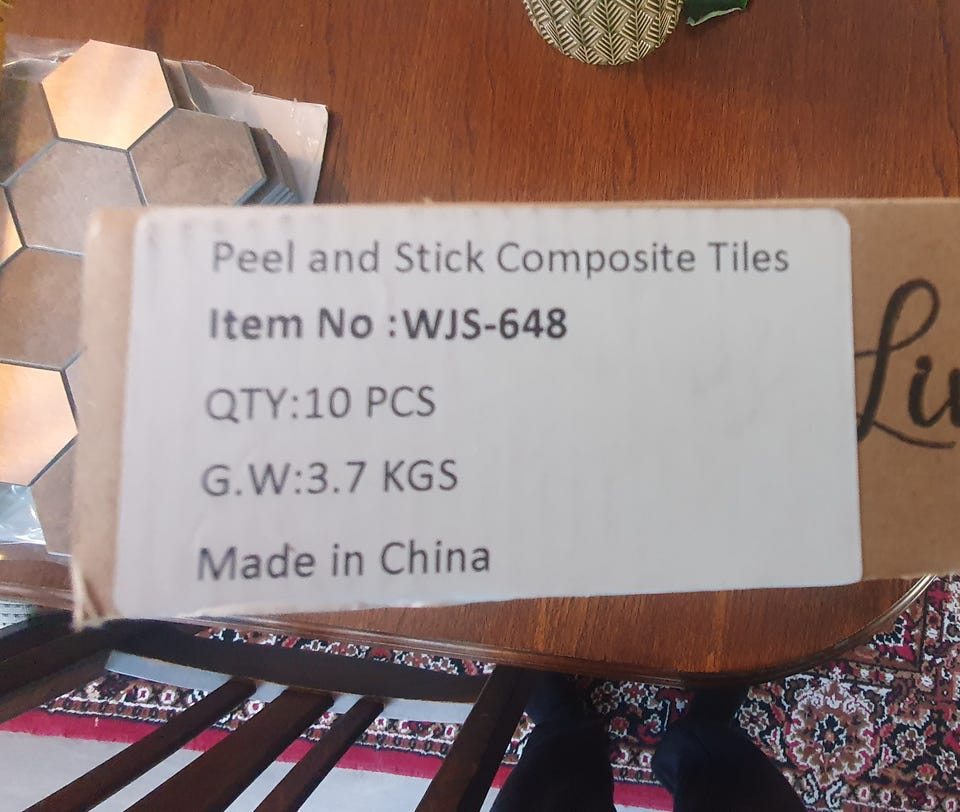 Peel and Stick Composite Tiles
Item No :WJS-648
QTY:10 PCS
G.W:3.7 KGS
Made in China